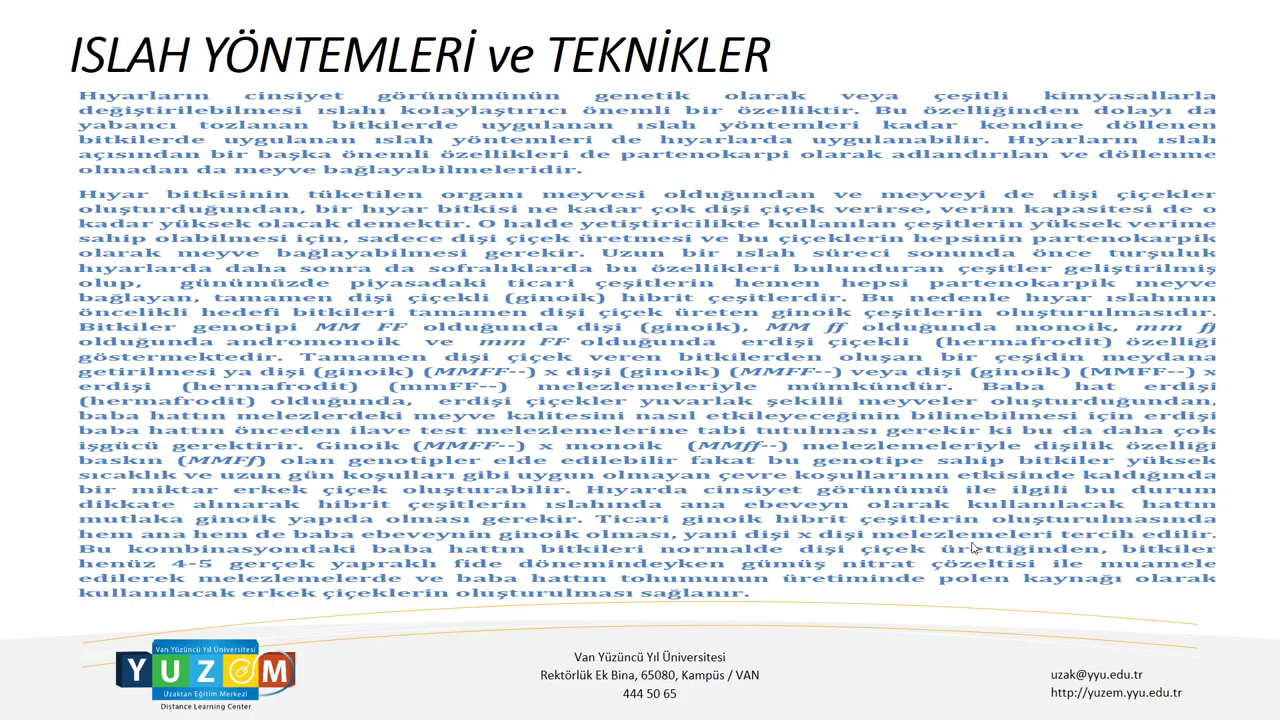 ISLAH YÖNTEMLERİ ve TEKNİKLER
Hıyarların cinsiyet görünümünün genetik olarak veya çeşitli kimyasallarla
değiştirilebilmesi ıslahı kolaylaştırıcı önemli bir özelliktir. Bu özelliğinden dolayı da
yabancı tozlanan bitkilerde uygulanan ıslah yöntemleri kadar kendine döllenen
bitkilerde uygulanan ıslah yöntemleri de hıyarlarda uygulanabilir. Hıyarların ıslah
açısından bir başka önemli özellikleri de partenokarpi olarak adlandırılan ve döllenme
olmadan da meyve bağlayabilmeleridir.
Hıyar bitkisinin tüketilen organı meyvesi olduğundan ve meyveyi de dişi çiçekler
oluşturduğundan, bir hıyar bitkisi ne kadar çok dişi çiçek verirse, verim kapasitesi de o
kadar yüksek olacak demektir. O halde yetiştiricilikte kullanılan çeşitlerin yüksek verime
sahip olabilmesi için, sadece dişi çiçek üretmesi ve bu çiçeklerin hepsinin partenokarpik
olarak meyve bağlayabilmesi gerekir. Uzun bir ıslah süreci sonunda önce turşuluk
hıyarlarda daha sonra da sofralıklarda bu özellikleri bulunduran çeşitler geliştirilmiş
olup, günümüzde piyasadaki ticari çeşitlerin hemen hepsi partenokarpik meyve
bağlayan, tamamen dişi çiçekli (ginoik) hibrit çeşitlerdir. Bu nedenle hıyar ıslahının
öncelikli hedefi bitkileri tamamen dişi çiçek üreten ginoik çeşitlerin oluşturulmasıdır.
Bitkiler genotipi MM FF olduğunda dişi (ginoik), MM ff olduğunda monoik, mm ff
olduğunda andromonoik ve mm FF olduğunda erdişi çiçekli (hermafrodit) özelliği
göstermektedir. Tamamen dişi çiçek veren bitkilerden oluşan bir çeşidin meydana
getirilmesi ya dişi (ginoik) (MMFF--) x dişi (ginoik) (MMFF--) veya dişi (ginoik) (MMFF--) x
erdişi (hermafrodit) (mmFF--) melezlemeleriyle mümkündür. Baba hat erdişi
(hermafrodit) olduğunda, erdişi çiçekler yuvarlak şekilli meyveler oluşturduğundan,
baba hattın melezlerdeki meyve kalitesini nasıl etkileyeceğinin bilinebilmesi için erdişi
baba hattın önceden ilave test melezlemelerine tabi tutulması gerekir ki bu da daha çok
işgücü gerektirir. Ginoik (MMFF--) x monoik (MMff--) melezlemeleriyle dişilik özelliği
baskın (MMFf) olan genotipler elde edilebilir fakat bu genotipe sahip bitkiler yüksek
sıcaklık ve uzun gün koşulları gibi uygun olmayan çevre koşullarının etkisinde kaldığında
bir miktar erkek çiçek oluşturabilir. Hıyarda cinsiyet görünümü ile ilgili bu durum
dikkate alınarak hibrit çeşitlerin ıslahında ana ebeveyn olarak kullanılacak hattın
mutlaka ginoik yapıda olması gerekir. Ticari ginoik hibrit çeşitlerin oluşturulmasında
hem ana hem de baba ebeveynin ginoik olması, yani dişi x dişi melezlemeleri tercih edilir.
Bu kombinasyondaki baba hattın bitkileri normalde dişi çiçek ürettiğinden, bitkiler
henüz 4-5 gerçek yapraklı fide dönemindeyken gümüş nitrat çözeltisi ile muamele
edilerek melezlemelerde ve baba hattın tohumunun üretiminde polen kaynağı olarak
kullanılacak erkek çiçeklerin oluşturulması sağlanır.
Van Yüzüncü Yıl Üniversitesi
YUZEM
Uzaktan Eğitim Merkezi
Distance Learning Center
Van Yüzüncü Yıl Üniversitesi
Rektörlük Ek Bina, 65080, Kampüs / VAN
444 50 65
uzak@yyu.edu.tr
http://yuzem.yyu.edu.tr